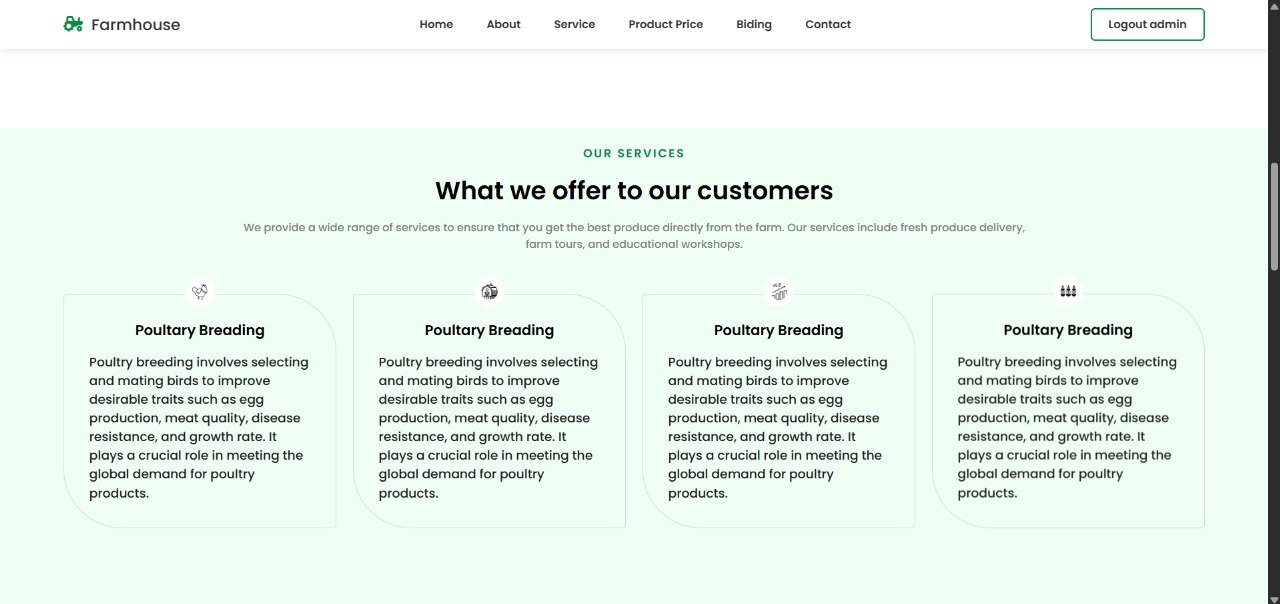 Farmhouse
Home About Service Product Price Biding Contact
Logout admin
OUR SERVICES
What we offer to our customers
We provide a wide range of services to ensure that you get the best produce directly from the farm. Our services include fresh produce delivery,
farm tours, and educational workshops.
Poultary Breading
Poultry breeding involves selecting
and mating birds to improve
desirable traits such as egg
production, meat quality, disease
resistance, and growth rate. It
plays a crucial role in meeting the
global demand for poultry
products.
Poultary Breading
Poultry breeding involves selecting
and mating birds to improve
desirable traits such as egg
production, meat quality, disease
resistance, and growth rate. It
plays a crucial role in meeting the
global demand for poultry
products.
Poultary Breading
Poultry breeding involves selecting
and mating birds to improve
desirable traits such as egg
production, meat quality, disease
resistance, and growth rate. It
plays a crucial role in meeting the
global demand for poultry
products.
Poultary Breading
Poultry breeding involves selecting
and mating birds to improve
desirable traits such as egg
production, meat quality, disease
resistance, and growth rate. It
plays a crucial role in meeting the
global demand for poultry
products.